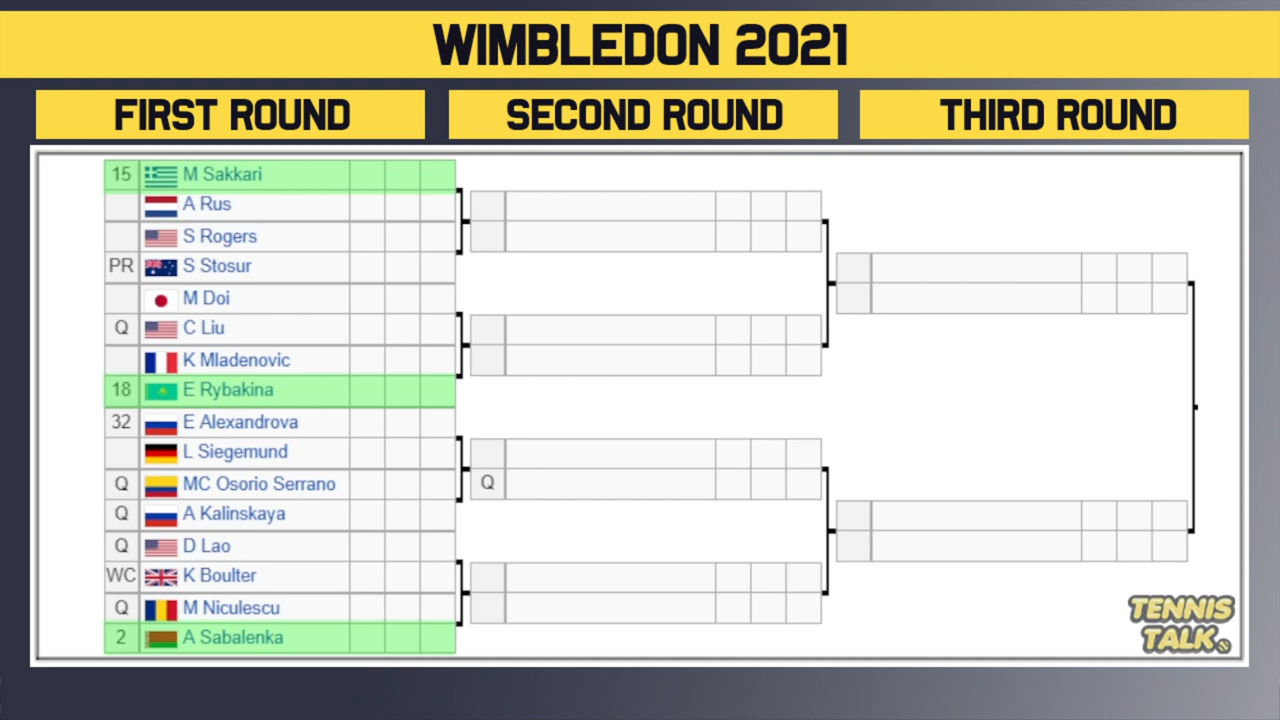 WIMBLEDON 2021
FIRST ROUND SECOND ROUND THIRD ROUND
15 M Sakkari
A Rus
S Rogers
PR S Stosur
M Doi
Q C Liu
K Mladenovic
18 E Rybakina
32 E Alexandrova
L Siegemund
Q MC Osorio Serrano Q
Q A Kalinskaya
Q D Lao
WC K Boulter
Q M Niculescu
2 A Sabalenka
TENNIS
TALK